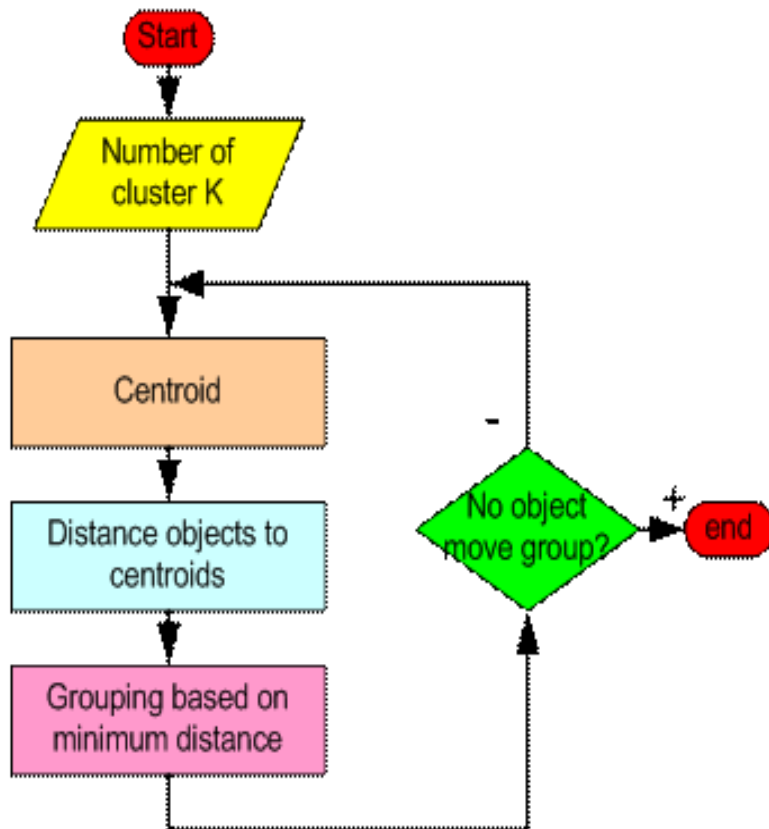 Start
Number of
cluster K
Centroid
-
Distance objects to
centroids
No object
move group?
+
end
Grouping based on
minimum distance